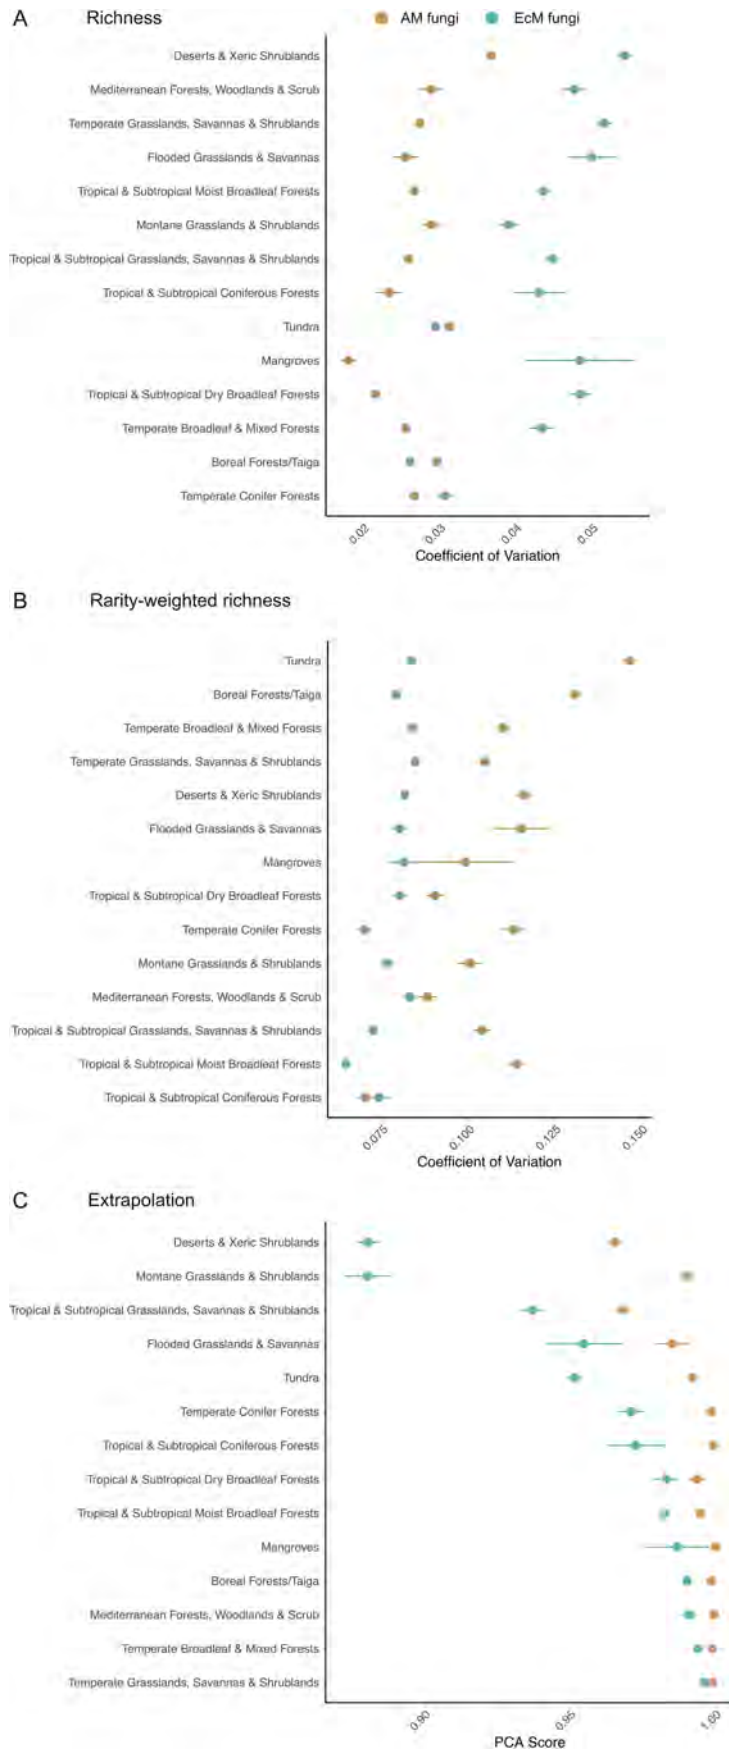 A Richness AM fungi EcM fungi
Deserts & Xeric Shrublands
Mediterranean Forests, Woodlands & Scrub
Temperate Grasslands, Savannas & Shrublands
Flooded Grasslands & Savannas
Tropical & Subtropical Moist Broadleaf Forests
Montane Grasslands & Shrublands
Tropical & Subtropical Grasslands, Savannas & Shrublands
Tropical & Subtropical Coniferous Forests
Tundra
Mangroves
Tropical & Subtropical Dry Broadleaf Forests
Temperate Broadleaf & Mixed Forests
Boreal Forests/Taiga
Temperate Conifer Forests
0.02 0.03 0.04 0.05
Coefficient of Variation
B Rarity-weighted richness
Tundra
Boreal Forests/Taiga
Temperate Broadleaf & Mixed Forests
Temperate Grasslands, Savannas & Shrublands
Deserts & Xeric Shrublands
Flooded Grasslands & Savannas
Mangroves
Tropical & Subtropical Dry Broadleaf Forests
Temperate Conifer Forests
Montane Grasslands & Shrublands
Mediterranean Forests, Woodlands & Scrub
Tropical & Subtropical Grasslands, Savannas & Shrublands
Tropical & Subtropical Moist Broadleaf Forests
Tropical & Subtropical Coniferous Forests
0.075 0.100 0.125 0.150
Coefficient of Variation
C Extrapolation
Deserts & Xeric Shrublands
Montane Grasslands & Shrublands
Tropical & Subtropical Grasslands, Savannas & Shrublands
Flooded Grasslands & Savannas
Tundra
Temperate Conifer Forests
Tropical & Subtropical Coniferous Forests
Tropical & Subtropical Dry Broadleaf Forests
Tropical & Subtropical Moist Broadleaf Forests
Mangroves
Boreal Forests/Taiga
Mediterranean Forests, Woodlands & Scrub
Temperate Broadleaf & Mixed Forests
Temperate Grasslands, Savannas & Shrublands
0.90 0.95 1.00
PCA Score